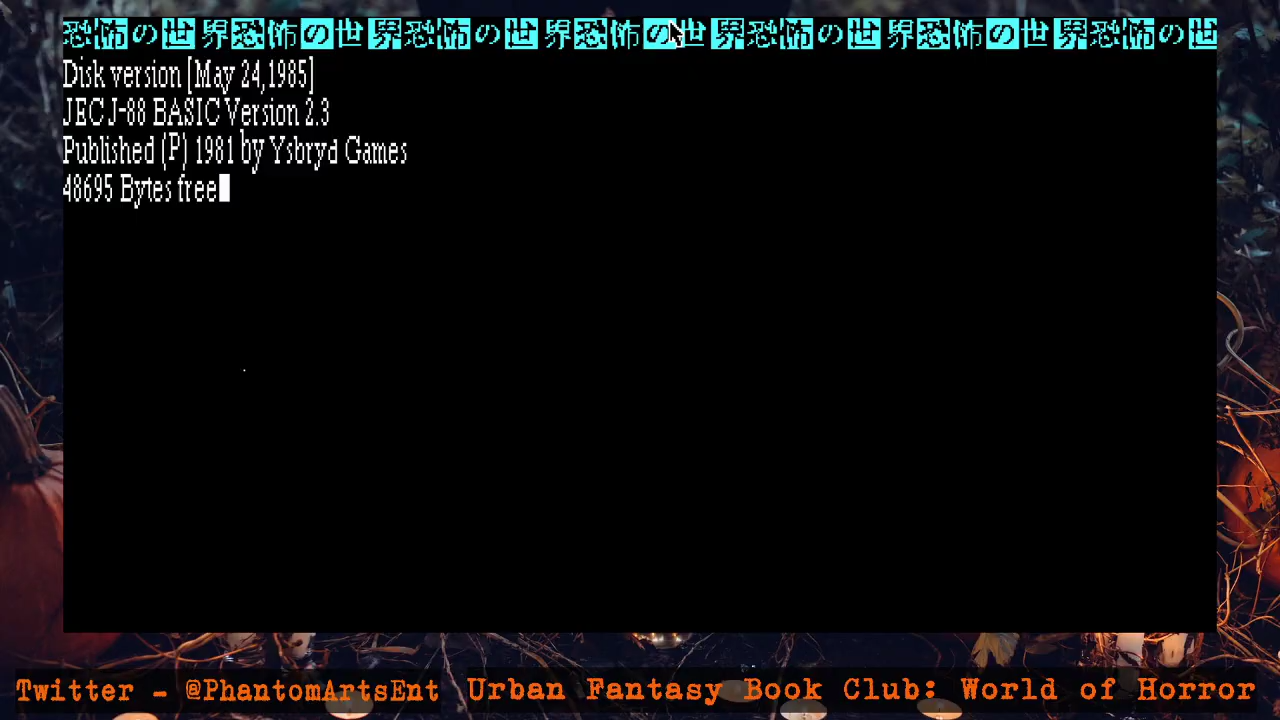 恐怖の世界恐怖の世界恐怖の世界恐怖の世界恐怖の世界恐怖の世界恐怖の世
Disk version [May 24,1985]
JEC J-88 BASIC Version 2.3
Published (P) 1981 by Ysbryd Games
48695 Bytes free
Twitter - @PhantomArtsEnt Urban Fantasy Book Club: World of Horror